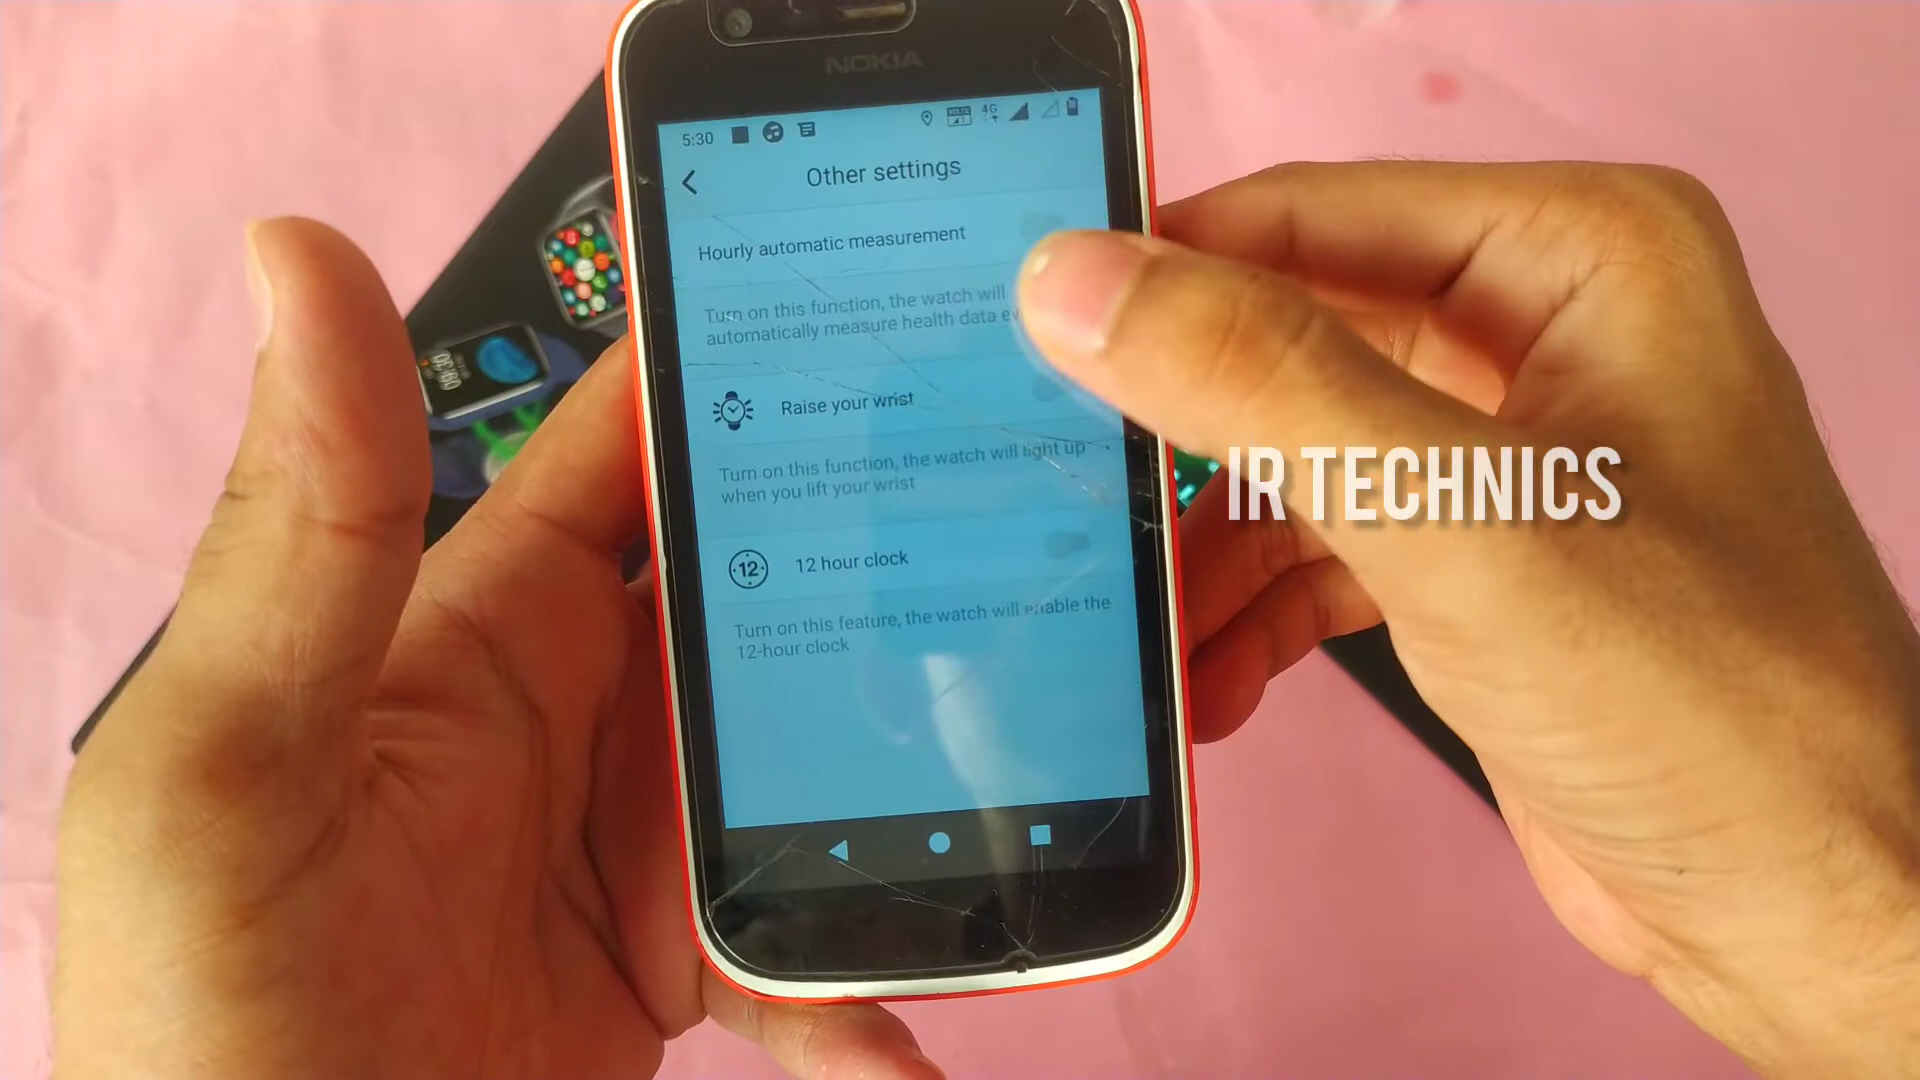 NOKIA
5:30
4G
Other settings
Hourly automatic measurement
Turn on this function, the watch will
automatically measure health data
Raise your wrist
Turn on this function, the watch will light up
when you lift your wrist
12
12 hour clock
Turn on this feature, the watch will enable the
12-hour clock
IR TECHNICS
09:30